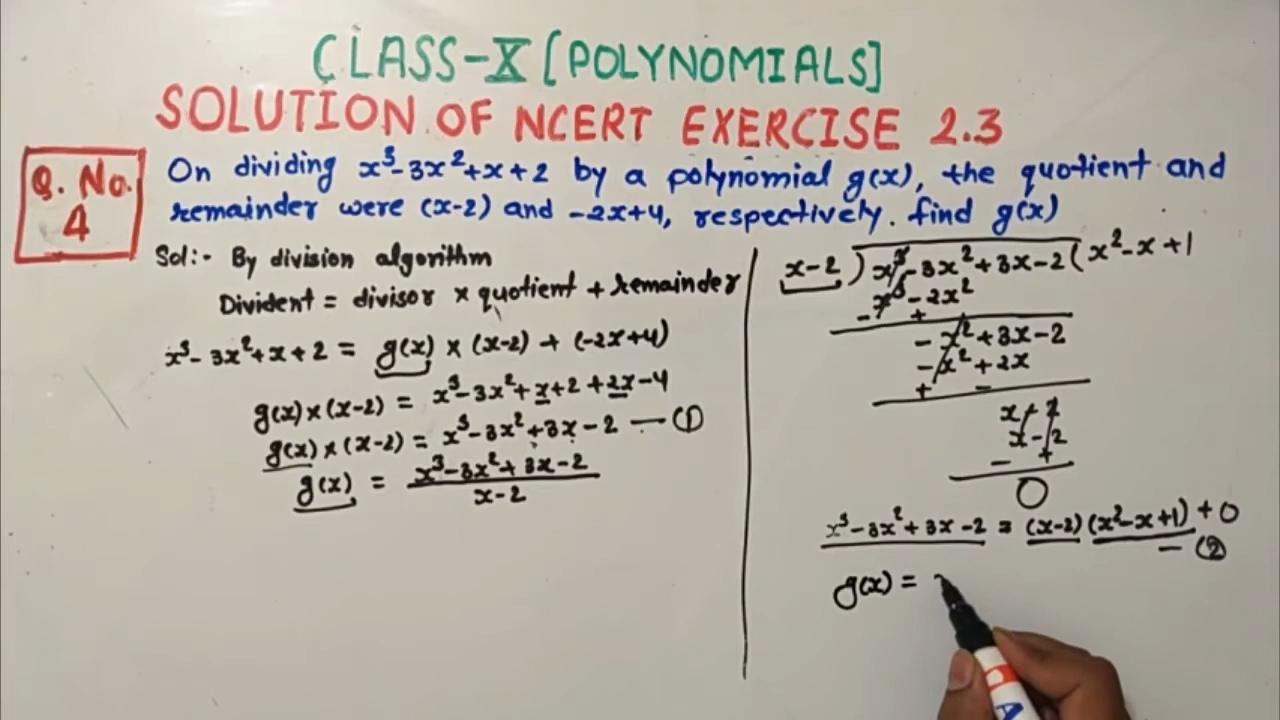 CLASS-X [POLYNOMIALS]
SOLUTION OF NCERT EXERCISE 2.3
Q. No. 4
On dividing x³-3x²+x+2 by a polynomial g(x), the quotient and
remainder were (x-2) and -2x+4, respectively. find g(x)
Sol:- By division algorithm
Divident = divisor × quotient + remainder
x³-3x²+x+2 = g(x) × (x-2) + (-2x+4)
g(x)×(x-2) = x³-3x²+x+2+2x-4
g(x)×(x-2) = x³-3x²+3x-2 — (1)
g(x) = x³-3x²+3x-2
x-2
x-2 ) x³-3x²+3x-2 ( x²-x+1
x³-2x²
- +
-x²+3x-2
-x²+2x
+ -
x-2
x-2
- +
0
x³-3x²+3x-2 = (x-2)(x²-x+1)+0
— (2)
g(x) =
A